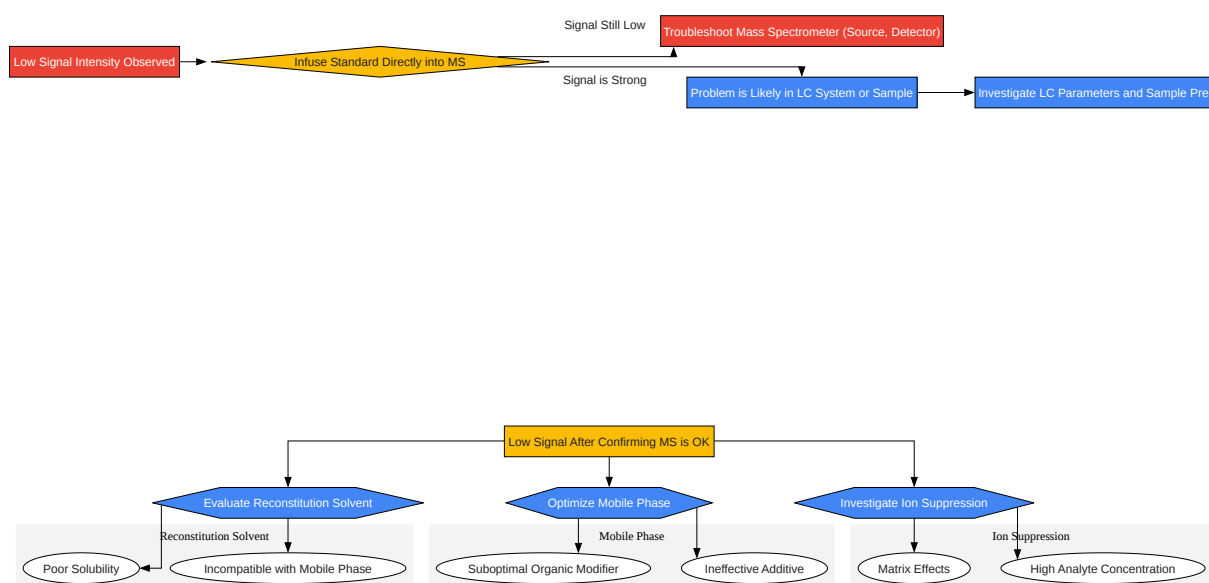 Signal Still Low
Troubleshoot Mass Spectrometer (Source, Detector)
Low Signal Intensity Observed
Infuse Standard Directly into MS
Signal is Strong
Problem is Likely in LC System or Sample
Investigate LC Parameters and Sample Pre
Low Signal After Confirming MS is OK
Evaluate Reconstitution Solvent
Optimize Mobile Phase
Investigate Ion Suppression
Reconstitution Solvent
Mobile Phase
Ion Suppression
Poor Solubility
Incompatible with Mobile Phase
Suboptimal Organic Modifier
Ineffective Additive
Matrix Effects
High Analyte Concentration